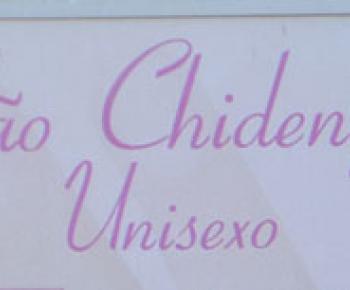 ão Chiden
Unisexo